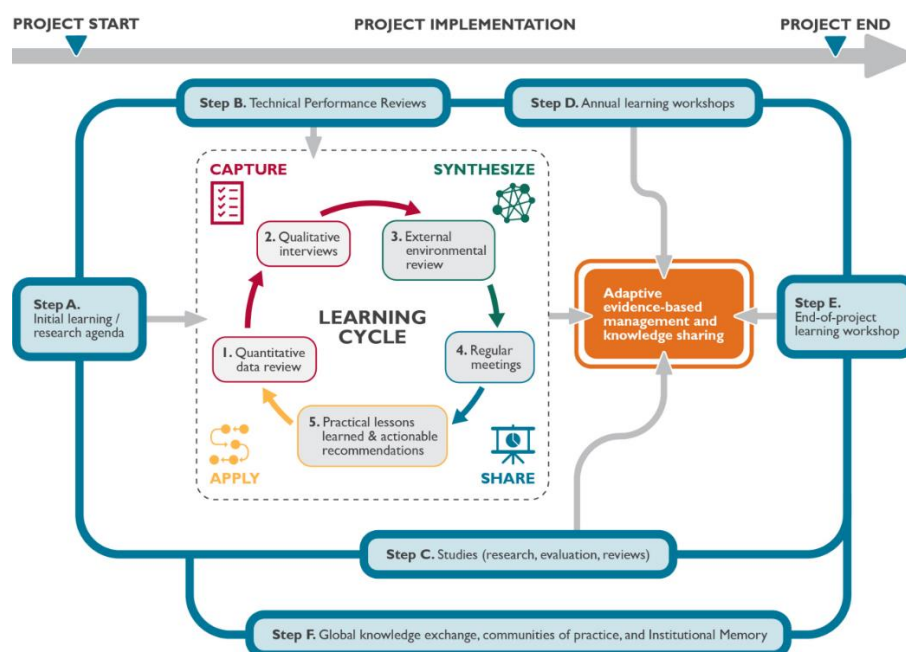 PROJECT START
PROJECT IMPLEMENTATION
PROJECT END
Step B. Technical Performance Reviews
Step D. Annual learning workshops
CAPTURE
SYNTHESIZE
2. Qualitative
interviews
3. External
environmental
review
Step A.
Initial learning /
research agenda
LEARNING
CYCLE
Adaptive
evidence-based
management and
knowledge sharing
Step E.
End-of-project
learning workshop
1. Quantitative
data review
4. Regular
meetings
5. Practical lessons
learned & actionable
recommendations
APPLY
SHARE
Step C. Studies (research, evaluation, reviews)
Step F. Global knowledge exchange, communities of practice, and Institutional Memory